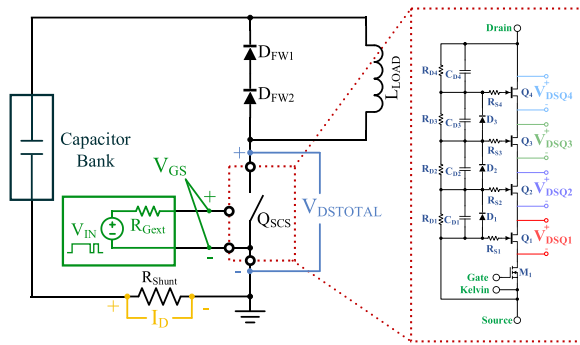 D_FW1
D_FW2
L_LOAD
Capacitor
Bank
V_GS
+
-
V_IN
R_Gext
Q_SCS
+
V_DSTOTAL
-
R_Shunt
+
I_D
-
Drain
R_D4
C_D4
R_S4
Q_4
+
V_DSQ4
-
R_D3
C_D3
D_3
R_S3
Q_3
+
V_DSQ3
-
R_D2
C_D2
D_2
R_S2
Q_2
+
V_DSQ2
-
R_D1
C_D1
D_1
R_S1
Q_1
+
V_DSQ1
-
Gate
M_1
Kelvin
Source